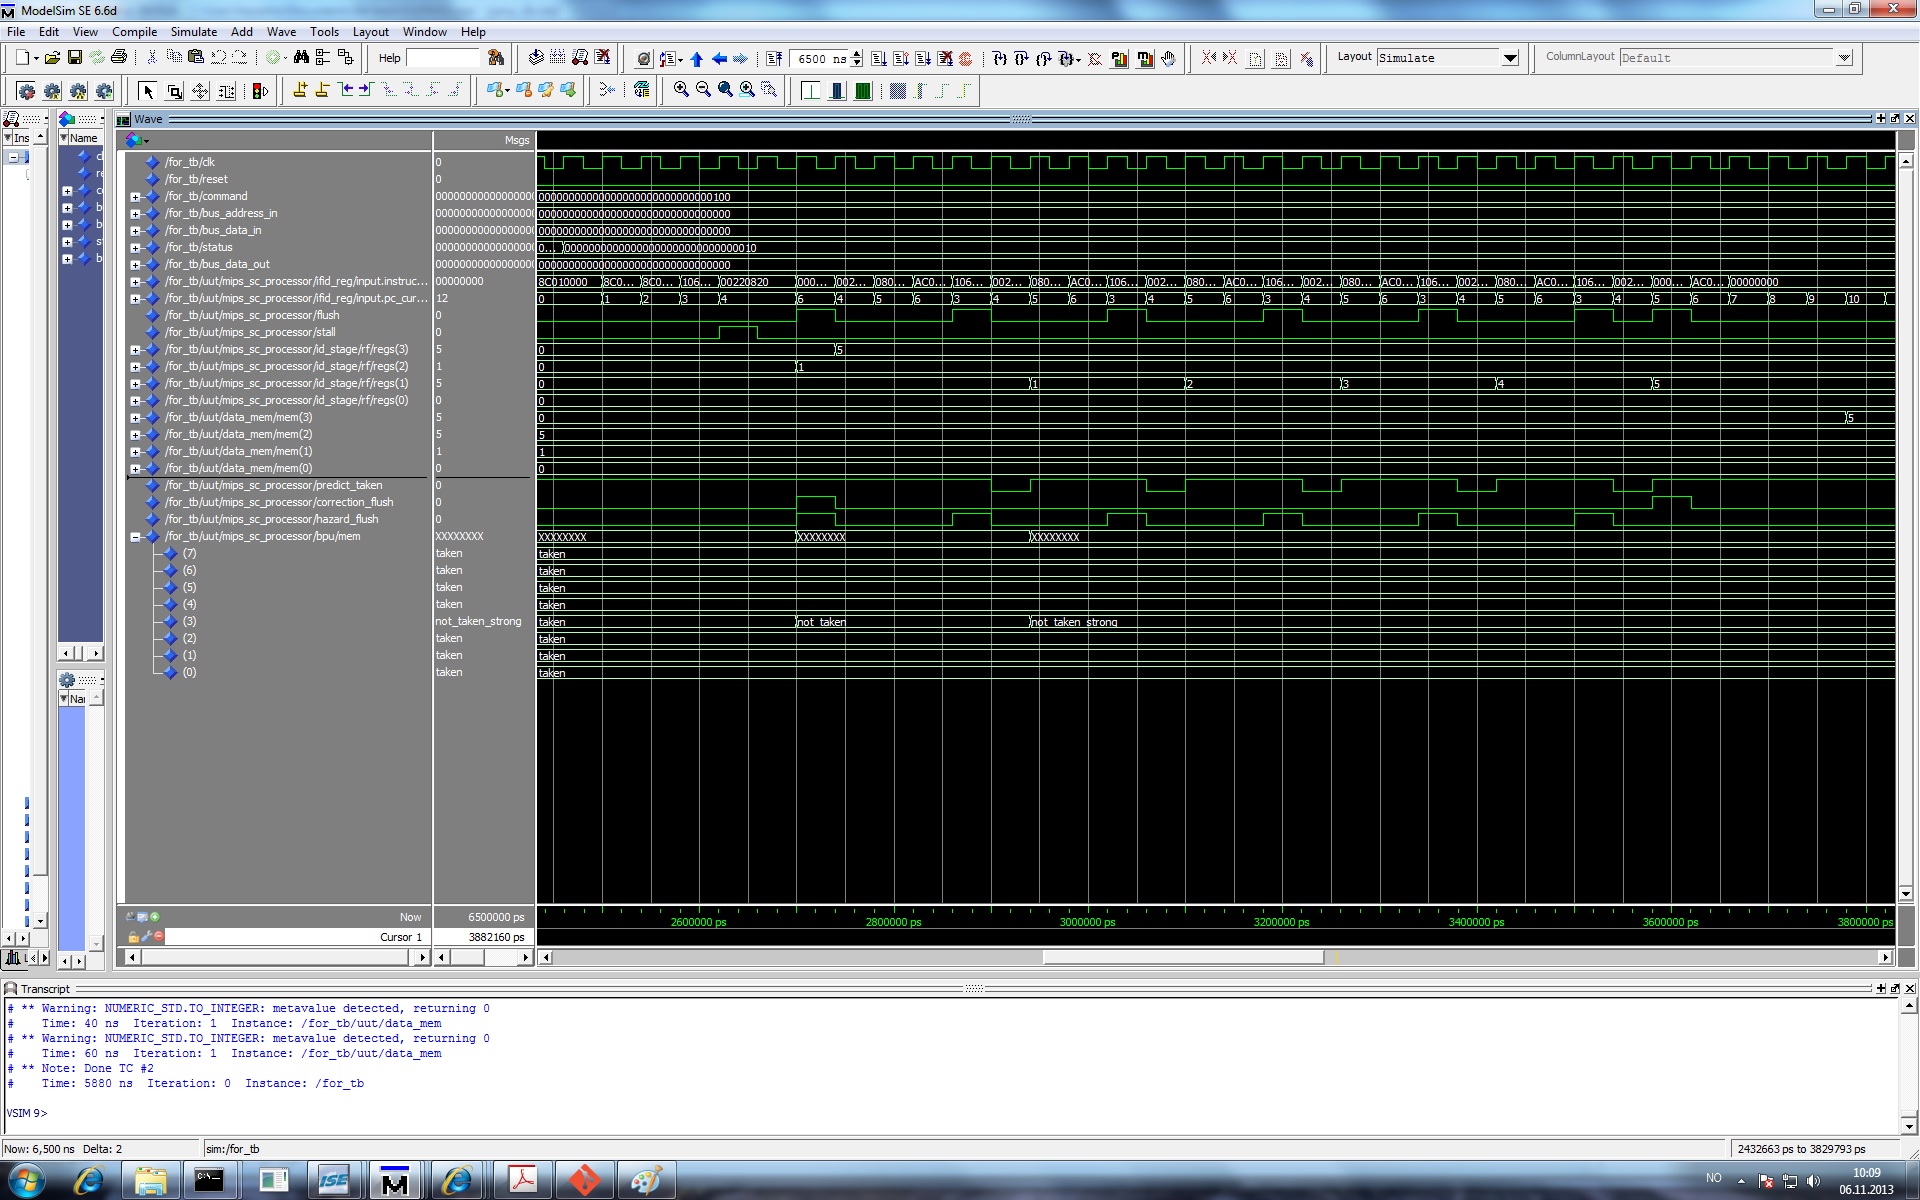 ModelSim SE 6.6d
File Edit View Compile Simulate Add Wave Tools Layout Window Help
Help 6500 ns Layout Simulate ColumnLayout Default
Ins Name Wave
Msgs
/for_tb/clk 0
/for_tb/reset 0
/for_tb/command 00000000000000000000000000000100
/for_tb/bus_address_in 00000000000000000000000000000000
/for_tb/bus_data_in 00000000000000000000000000000000
/for_tb/status 0... 00000000000000000000000000000010
/for_tb/bus_data_out 00000000000000000000000000000000
/for_tb/uut/mips_sc_processor/ifid_reg/input.instruc... 00000000 8C010000 8C0... 8C0... 106... 00220820 000... 002... 080... AC0... 106... 002... 080... AC0... 106... 002... 080... AC0... 106... 002... 080... AC0... 106... 002... 080... AC0... 106... 002... 000... AC0... 00000000
/for_tb/uut/mips_sc_processor/ifid_reg/input.pc_cur... 12 0 1 2 3 4 6 4 5 6 3 4 5 6 3 4 5 6 3 4 5 6 3 4 5 6 3 4 5 6 7 8 9 10
/for_tb/uut/mips_sc_processor/flush 0
/for_tb/uut/mips_sc_processor/stall 0
/for_tb/uut/mips_sc_processor/id_stage/rf/regs(3) 5 0 5
/for_tb/uut/mips_sc_processor/id_stage/rf/regs(2) 1 0 1
/for_tb/uut/mips_sc_processor/id_stage/rf/regs(1) 5 0 1 2 3 4 5
/for_tb/uut/mips_sc_processor/id_stage/rf/regs(0) 0 0
/for_tb/uut/data_mem/mem(3) 5 0 5
/for_tb/uut/data_mem/mem(2) 5 5
/for_tb/uut/data_mem/mem(1) 1 1
/for_tb/uut/data_mem/mem(0) 0 0
/for_tb/uut/mips_sc_processor/predict_taken 0
/for_tb/uut/mips_sc_processor/correction_flush 0
/for_tb/uut/mips_sc_processor/hazard_flush 0
/for_tb/uut/mips_sc_processor/bpu/mem XXXXXXXX XXXXXXXX XXXXXXXX XXXXXXXX
(7) taken taken
(6) taken taken
(5) taken taken
(4) taken taken
(3) not_taken_strong taken not_taken not_taken_strong
(2) taken taken
(1) taken taken
(0) taken taken
Now 6500000 ps 2600000 ps 2800000 ps 3000000 ps 3200000 ps 3400000 ps 3600000 ps 3800000 ps
Cursor 1 3882160 ps
Transcript
# ** Warning: NUMERIC_STD.TO_INTEGER: metavalue detected, returning 0
# Time: 40 ns Iteration: 1 Instance: /for_tb/uut/data_mem
# ** Warning: NUMERIC_STD.TO_INTEGER: metavalue detected, returning 0
# Time: 60 ns Iteration: 1 Instance: /for_tb/uut/data_mem
# ** Note: Done TC #2
# Time: 5880 ns Iteration: 0 Instance: /for_tb
VSIM 9>
Now: 6,500 ns Delta: 2 sim:/for_tb 2432663 ps to 3829793 ps
ISE M NO 10:09
06.11.2013